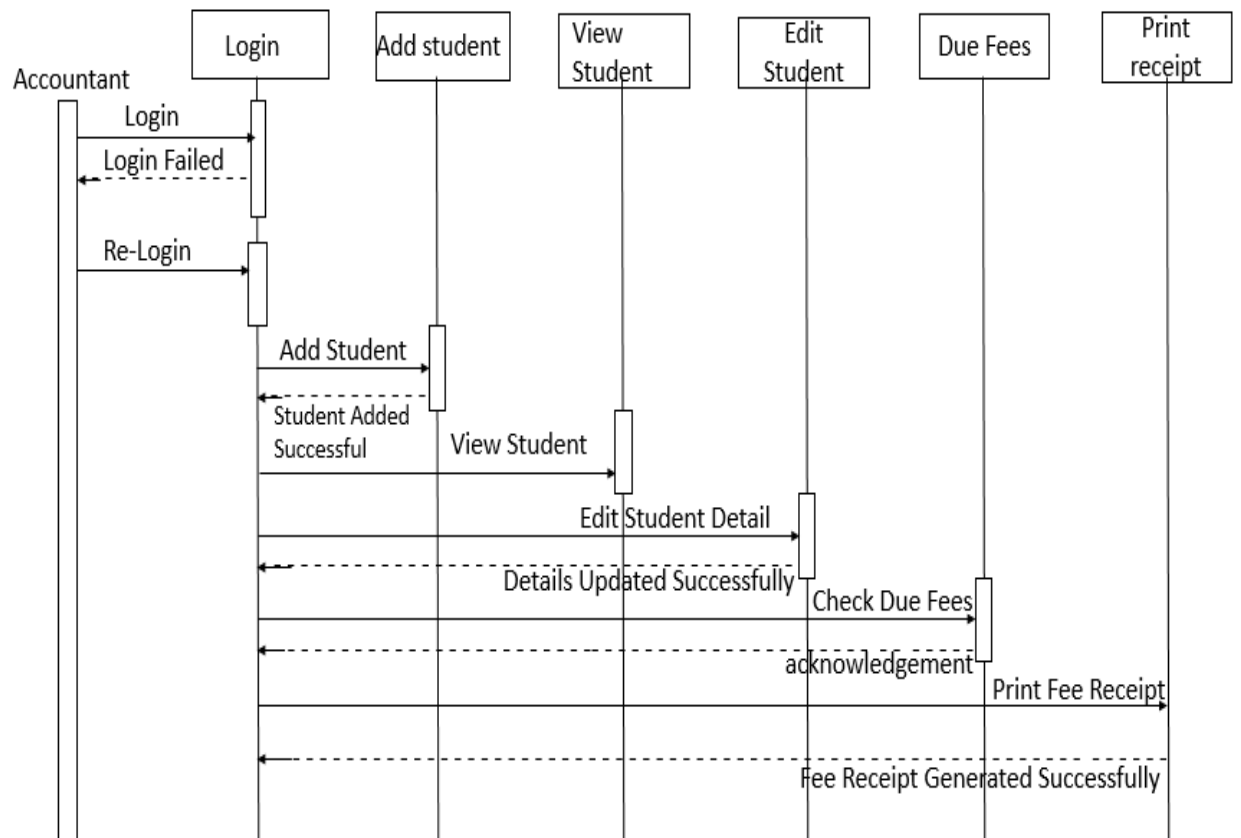 Login
Add student
View
Student
Edit
Student
Due Fees
Print
receipt
Accountant
Login
Login Failed
Re-Login
Add Student
Student Added
Successful
View Student
Edit Student Detail
Details Updated Successfully
Check Due Fees
acknowledgement
Print Fee Receipt
Fee Receipt Generated Successfully